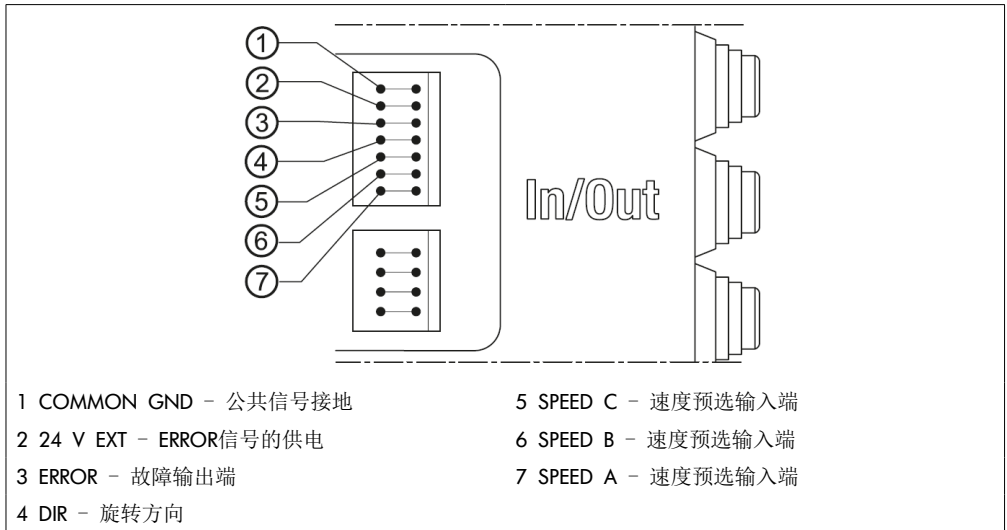 1
2
3
4
5
6
7
In/Out
1 COMMON GND – 公共信号接地
2 24 V EXT – ERROR信号的供电
3 ERROR – 故障输出端
4 DIR – 旋转方向
5 SPEED C – 速度预选输入端
6 SPEED B – 速度预选输入端
7 SPEED A – 速度预选输入端